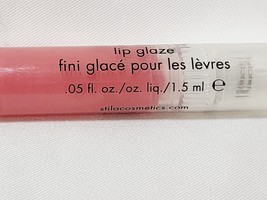 lip glaze
fini glacé pour les lèvres
.05 fl. oz./oz. liq./1.5 ml ℮
stilacosmetics.com